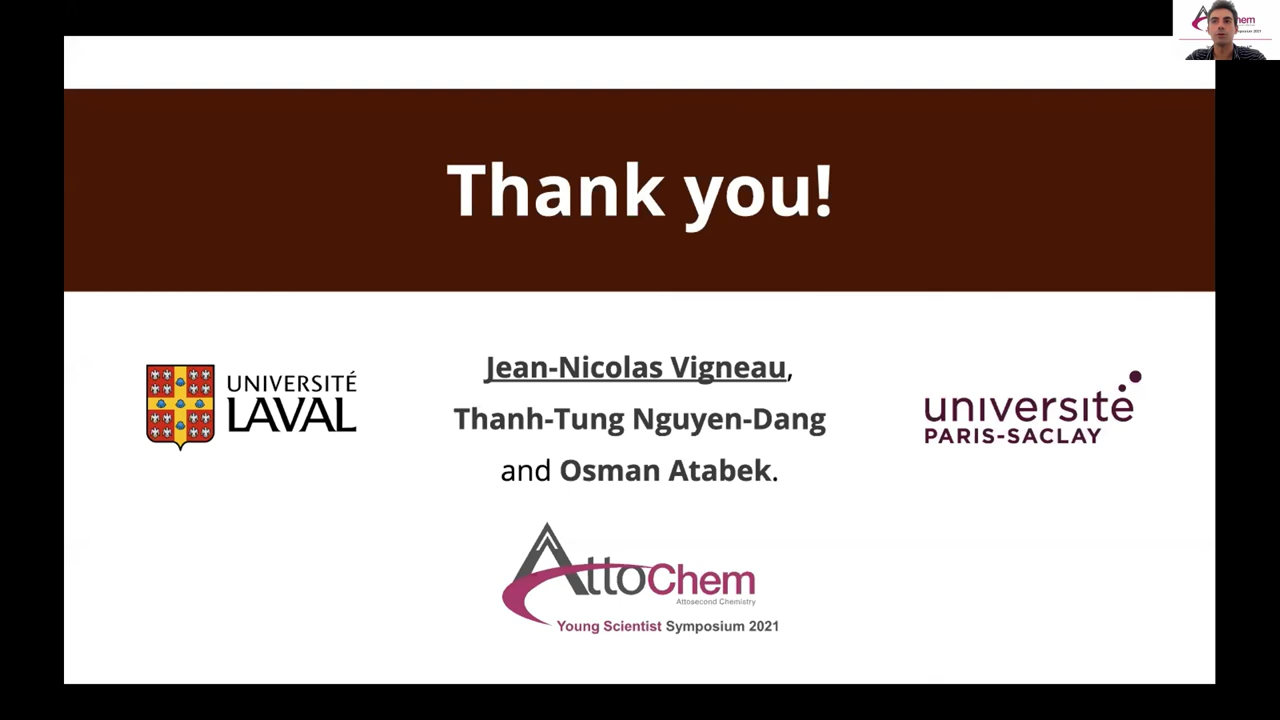 Thank you!
Jean-Nicolas Vigneau,
Thanh-Tung Nguyen-Dang
and Osman Atabek.
UNIVERSITÉ
LAVAL
université
PARIS-SACLAY
AttoChem
Attosecond Chemistry
Young Scientist Symposium 2021